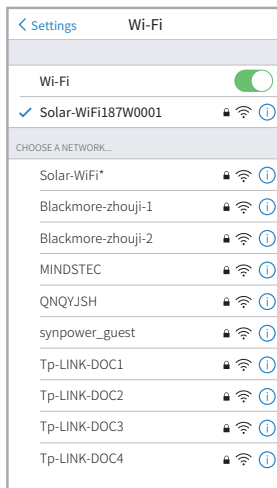 Settings
Wi-Fi
Wi-Fi
Solar-WiFi187W0001
CHOOSE A NETWORK...
Solar-WiFi*
Blackmore-zhouji-1
Blackmore-zhouji-2
MINDSTEC
QNQYJSH
synpower_guest
Tp-LINK-DOC1
Tp-LINK-DOC2
Tp-LINK-DOC3
Tp-LINK-DOC4